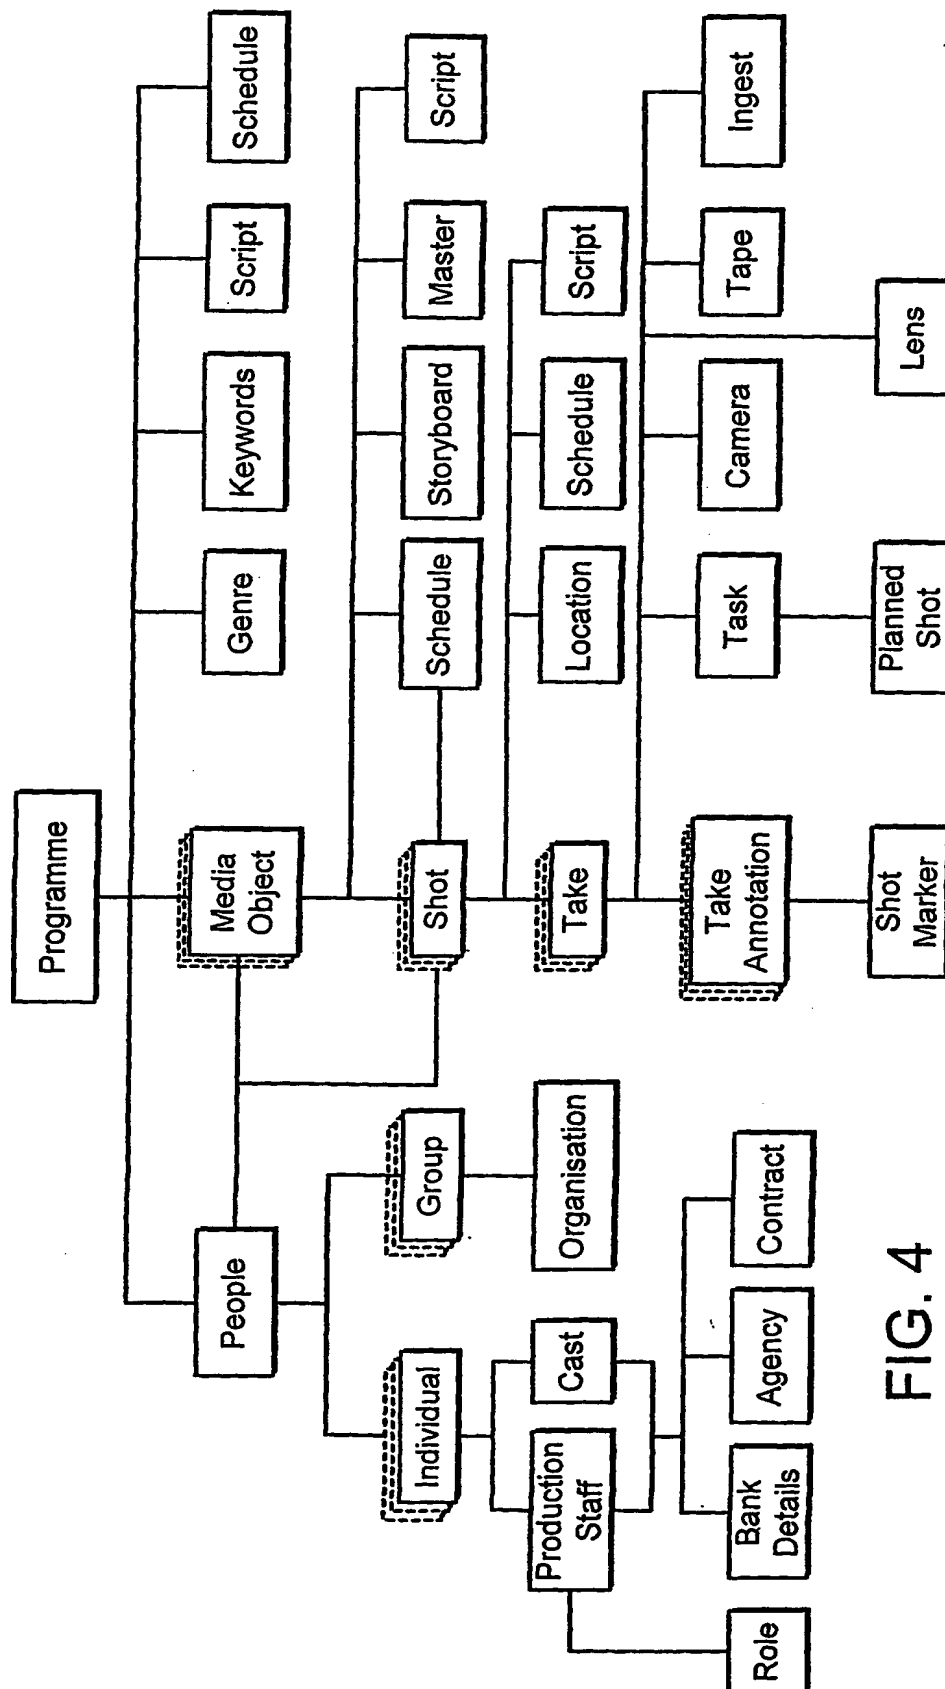 Programme
People
Media
Object
Genre
Keywords
Script
Schedule
Individual
Group
Shot
Schedule
Storyboard
Master
Script
Production
Staff
Cast
Organisation
Take
Location
Schedule
Script
Role
Bank
Details
Agency
Contract
Take
Annotation
Task
Camera
Tape
Ingest
Shot
Marker
Planned
Shot
Lens
FIG. 4